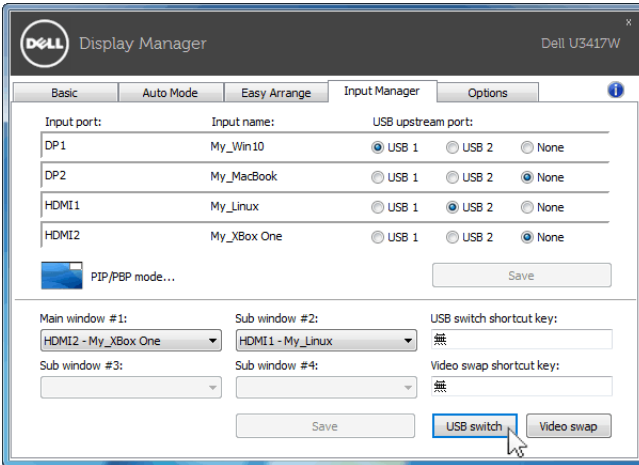 DELL Display Manager Dell U3417W
x
Basic Auto Mode Easy Arrange Input Manager Options i
Input port: Input name: USB upstream port:
DP1 My_Win10 USB 1 USB 2 None
DP2 My_MacBook USB 1 USB 2 None
HDMI1 My_Linux USB 1 USB 2 None
HDMI2 My_XBox One USB 1 USB 2 None
PIP/PBP mode... Save
Main window #1: Sub window #2: USB switch shortcut key:
HDMI2 - My_XBox One HDMI1 - My_Linux 無
Sub window #3: Sub window #4: Video swap shortcut key:
無
Save USB switch Video swap